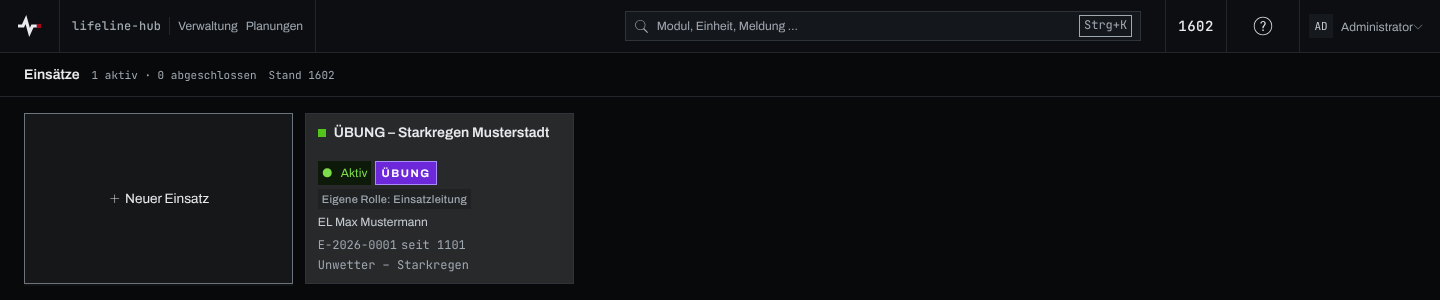 lifeline-hub Verwaltung Planungen Modul, Einheit, Meldung ... Strg+K 1602 ? AD Administrator
Einsätze 1 aktiv · 0 abgeschlossen Stand 1602
+ Neuer Einsatz
ÜBUNG – Starkregen Musterstadt
Aktiv ÜBUNG
Eigene Rolle: Einsatzleitung
EL Max Mustermann
E-2026-0001 seit 1101
Unwetter – Starkregen